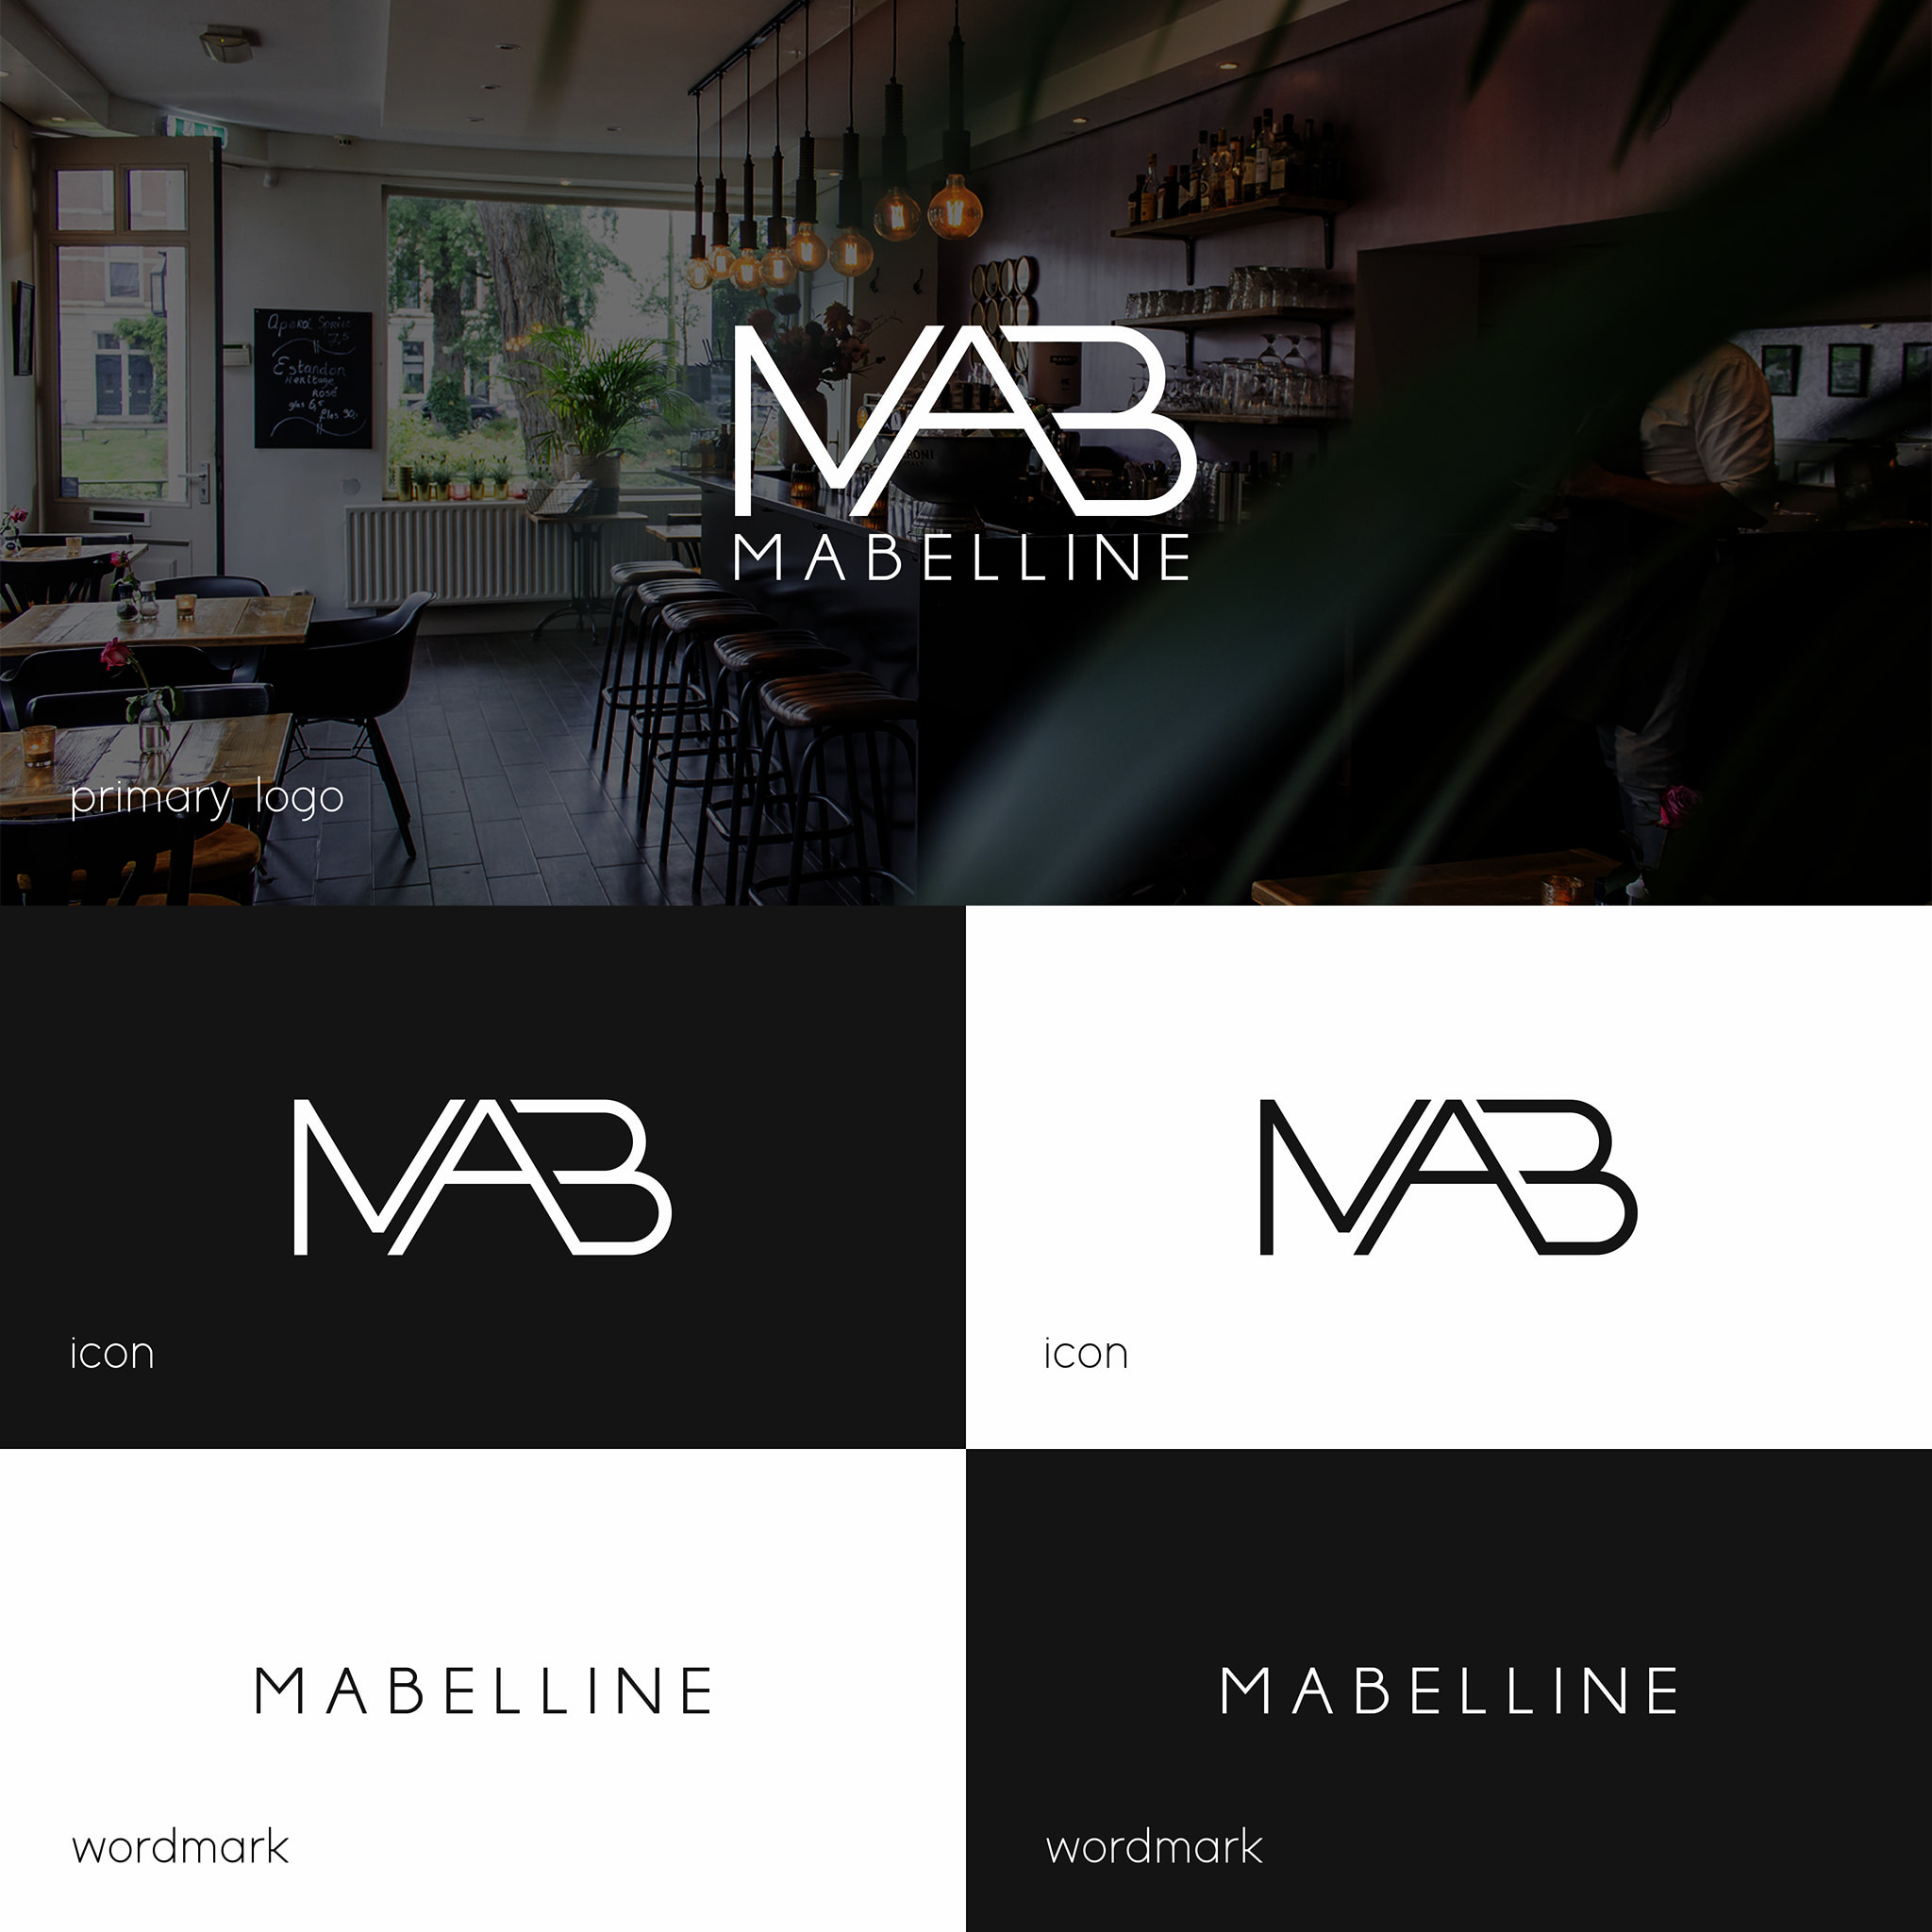 Aperol Spritz
7,5
Estandon
Heritage
Rosé
glas 6,5 fles 30,-
MAB
MABELLINE
primary logo
MAB
MAB
icon
icon
MABELLINE
MABELLINE
wordmark
wordmark